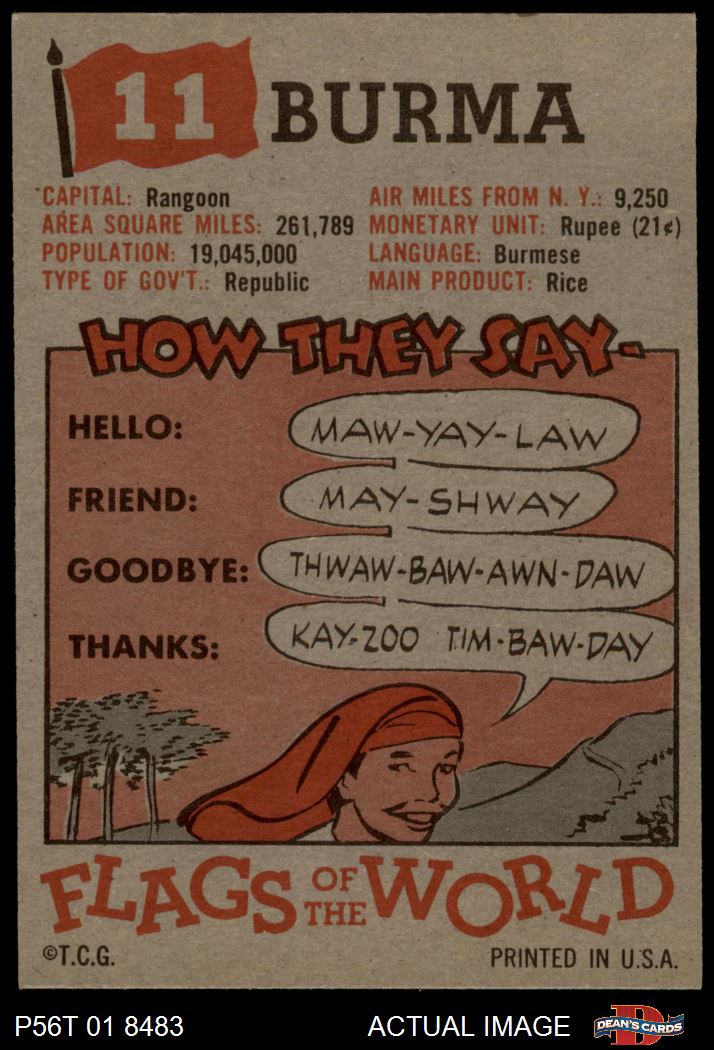 11 BURMA
CAPITAL: Rangoon
AREA SQUARE MILES: 261,789
POPULATION: 19,045,000
TYPE OF GOV'T.: Republic
AIR MILES FROM N. Y.: 9,250
MONETARY UNIT: Rupee (21¢)
LANGUAGE: Burmese
MAIN PRODUCT: Rice
HOW THEY SAY-
HELLO: MAW-YAY-LAW
FRIEND: MAY-SHWAY
GOODBYE: THWAW-BAW-AWN-DAW
THANKS: KAY-ZOO TIM-BAW-DAY
FLAGS OF THE WORLD
©T.C.G. PRINTED IN U.S.A.
P56T 01 8483 ACTUAL IMAGE D DEAN'S CARDS